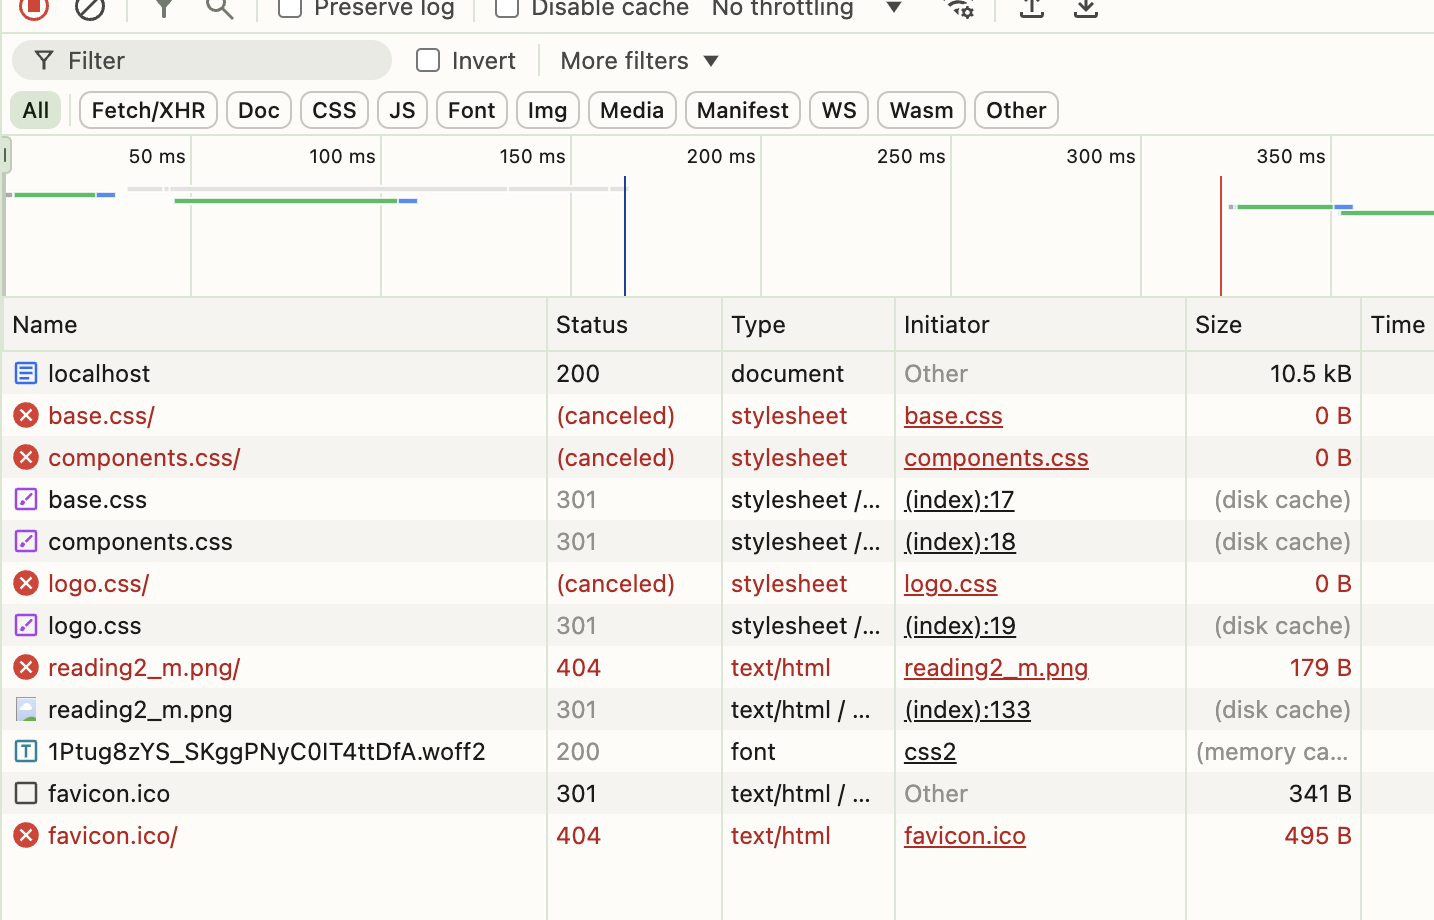 Preserve log Disable cache No throttling
Filter Invert More filters
All Fetch/XHR Doc CSS JS Font Img Media Manifest WS Wasm Other
50 ms 100 ms 150 ms 200 ms 250 ms 300 ms 350 ms
Name Status Type Initiator Size Time
localhost 200 document Other 10.5 kB
base.css/ (canceled) stylesheet base.css 0 B
components.css/ (canceled) stylesheet components.css 0 B
base.css 301 stylesheet /... (index):17 (disk cache)
components.css 301 stylesheet /... (index):18 (disk cache)
logo.css/ (canceled) stylesheet logo.css 0 B
logo.css 301 stylesheet /... (index):19 (disk cache)
reading2_m.png/ 404 text/html reading2_m.png 179 B
reading2_m.png 301 text/html / ... (index):133 (disk cache)
1Ptug8zYS_SKggPNyC0IT4ttDfA.woff2 200 font css2 (memory ca...
favicon.ico 301 text/html / ... Other 341 B
favicon.ico/ 404 text/html favicon.ico 495 B